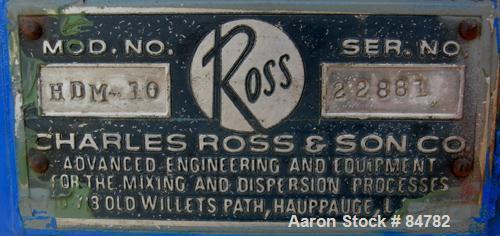 MOD. NO.
Ross
SER. NO
HDM-10
22881
CHARLES ROSS & SON CO.
ADVANCED ENGINEERING AND EQUIPMENT
FOR THE MIXING AND DISPERSION PROCESSES
OLD WILLETS PATH, HAUPPAUGE, L
Aaron Stock # 84782